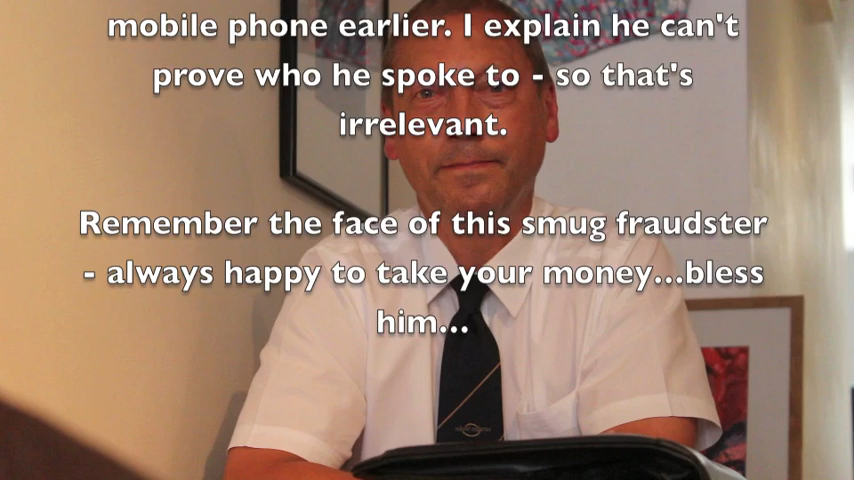 mobile phone earlier. I explain he can't
prove who he spoke to - so that's
irrelevant.
Remember the face of this smug fraudster
- always happy to take your money...bless
him...